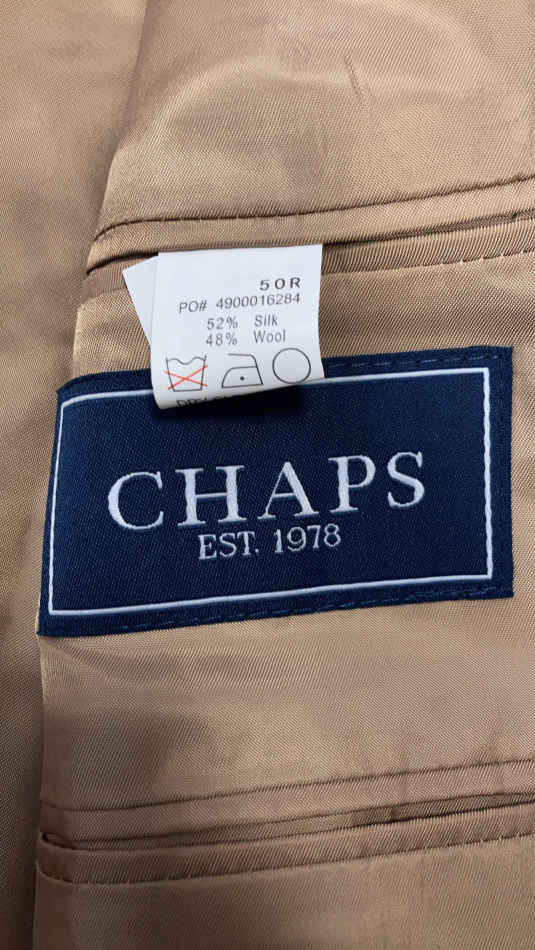 50R
PO# 4900016284
52% Silk
48% Wool
CHAPS
EST. 1978